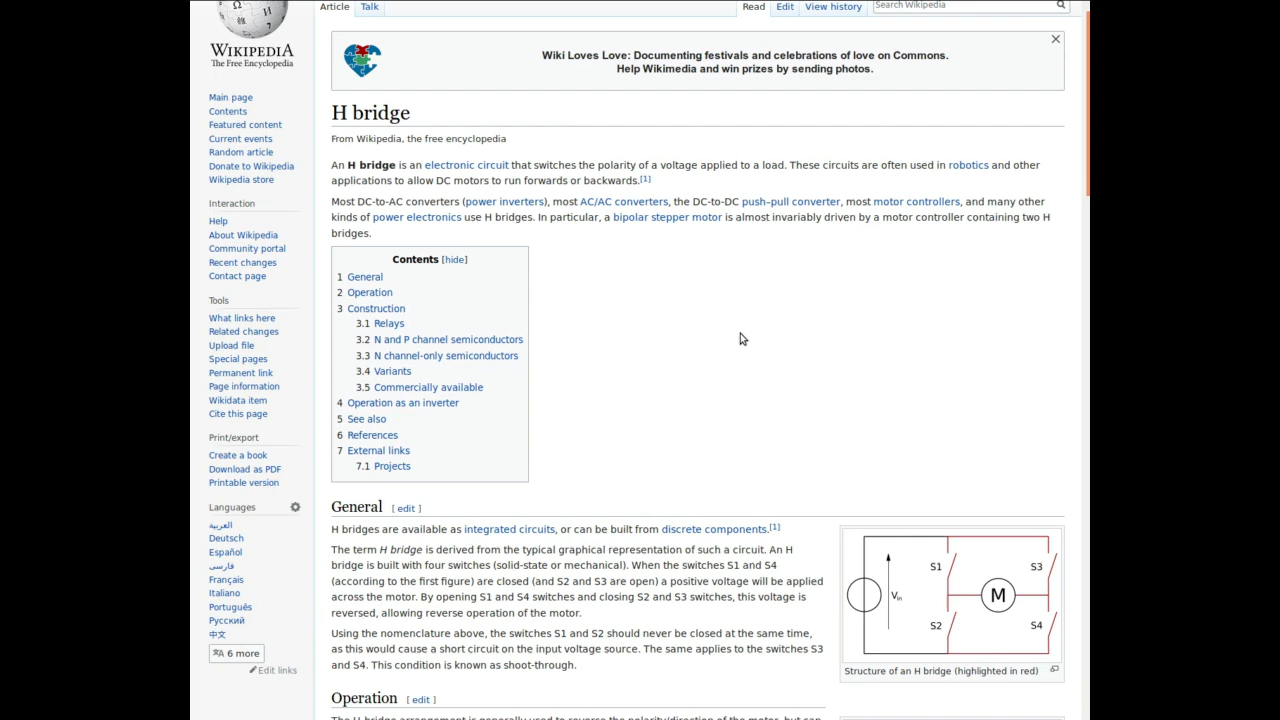 Article Talk Read Edit View history Search Wikipedia
WIKIPEDIA
The Free Encyclopedia
Main page
Contents
Featured content
Current events
Random article
Donate to Wikipedia
Wikipedia store
Interaction
Help
About Wikipedia
Community portal
Recent changes
Contact page
Tools
What links here
Related changes
Upload file
Special pages
Permanent link
Page information
Wikidata item
Cite this page
Print/export
Create a book
Download as PDF
Printable version
Languages
العربية
Deutsch
Español
فارسی
Français
Italiano
Português
Русский
中文
6 more
Edit links
Wiki Loves Love: Documenting festivals and celebrations of love on Commons.
Help Wikimedia and win prizes by sending photos.
H bridge
From Wikipedia, the free encyclopedia
An H bridge is an electronic circuit that switches the polarity of a voltage applied to a load. These circuits are often used in robotics and other
applications to allow DC motors to run forwards or backwards.[1]
Most DC-to-AC converters (power inverters), most AC/AC converters, the DC-to-DC push–pull converter, most motor controllers, and many other
kinds of power electronics use H bridges. In particular, a bipolar stepper motor is almost invariably driven by a motor controller containing two H
bridges.
Contents [hide]
1 General
2 Operation
3 Construction
3.1 Relays
3.2 N and P channel semiconductors
3.3 N channel-only semiconductors
3.4 Variants
3.5 Commercially available
4 Operation as an inverter
5 See also
6 References
7 External links
7.1 Projects
General [ edit ]
H bridges are available as integrated circuits, or can be built from discrete components.[1]
The term H bridge is derived from the typical graphical representation of such a circuit. An H
bridge is built with four switches (solid-state or mechanical). When the switches S1 and S4
(according to the first figure) are closed (and S2 and S3 are open) a positive voltage will be applied
across the motor. By opening S1 and S4 switches and closing S2 and S3 switches, this voltage is
reversed, allowing reverse operation of the motor.
Using the nomenclature above, the switches S1 and S2 should never be closed at the same time,
as this would cause a short circuit on the input voltage source. The same applies to the switches S3
and S4. This condition is known as shoot-through.
S1 S3
Vin M
S2 S4
Structure of an H bridge (highlighted in red)
Operation [ edit ]
The H-bridge arrangement is generally used to reverse the polarity/direction of the motor, but can